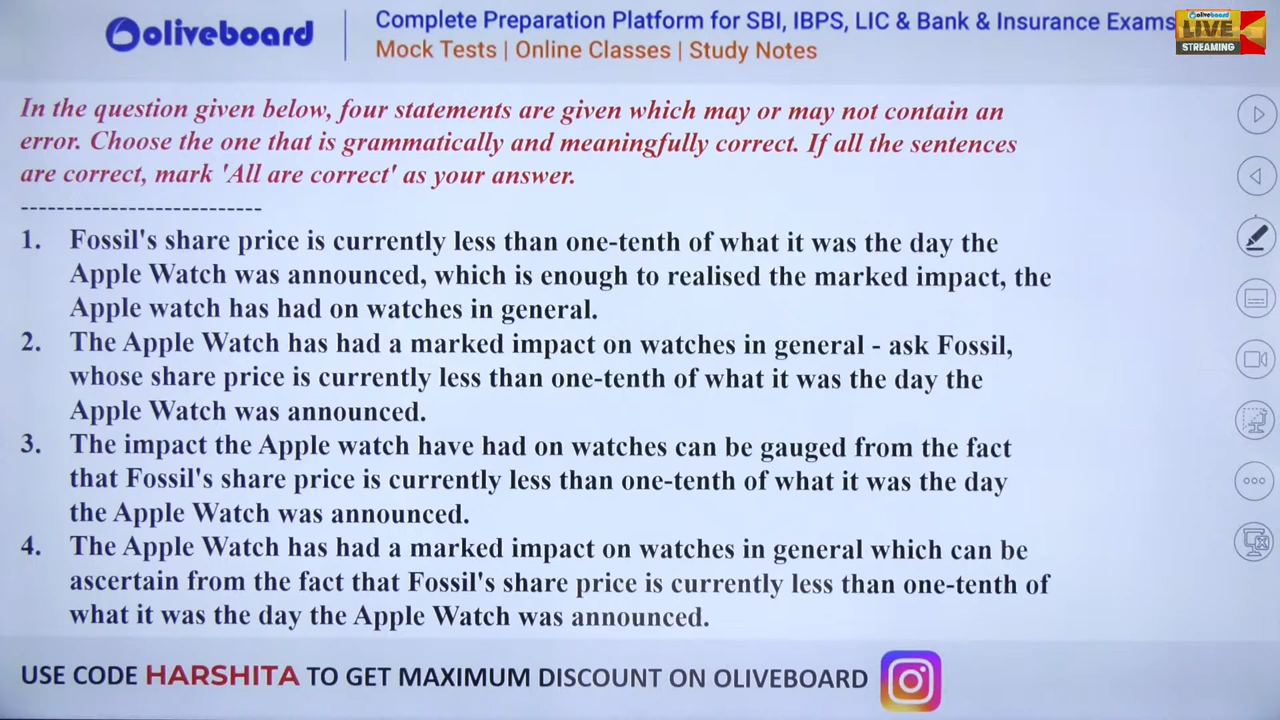 oliveboard
Complete Preparation Platform for SBI, IBPS, LIC & Bank & Insurance Exams
Mock Tests | Online Classes | Study Notes
oliveboard
LIVE
STREAMING
In the question given below, four statements are given which may or may not contain an
error. Choose the one that is grammatically and meaningfully correct. If all the sentences
are correct, mark 'All are correct' as your answer.
---------------------------
1. Fossil's share price is currently less than one-tenth of what it was the day the
Apple Watch was announced, which is enough to realised the marked impact, the
Apple watch has had on watches in general.
2. The Apple Watch has had a marked impact on watches in general - ask Fossil,
whose share price is currently less than one-tenth of what it was the day the
Apple Watch was announced.
3. The impact the Apple watch have had on watches can be gauged from the fact
that Fossil's share price is currently less than one-tenth of what it was the day
the Apple Watch was announced.
4. The Apple Watch has had a marked impact on watches in general which can be
ascertain from the fact that Fossil's share price is currently less than one-tenth of
what it was the day the Apple Watch was announced.
USE CODE HARSHITA TO GET MAXIMUM DISCOUNT ON OLIVEBOARD